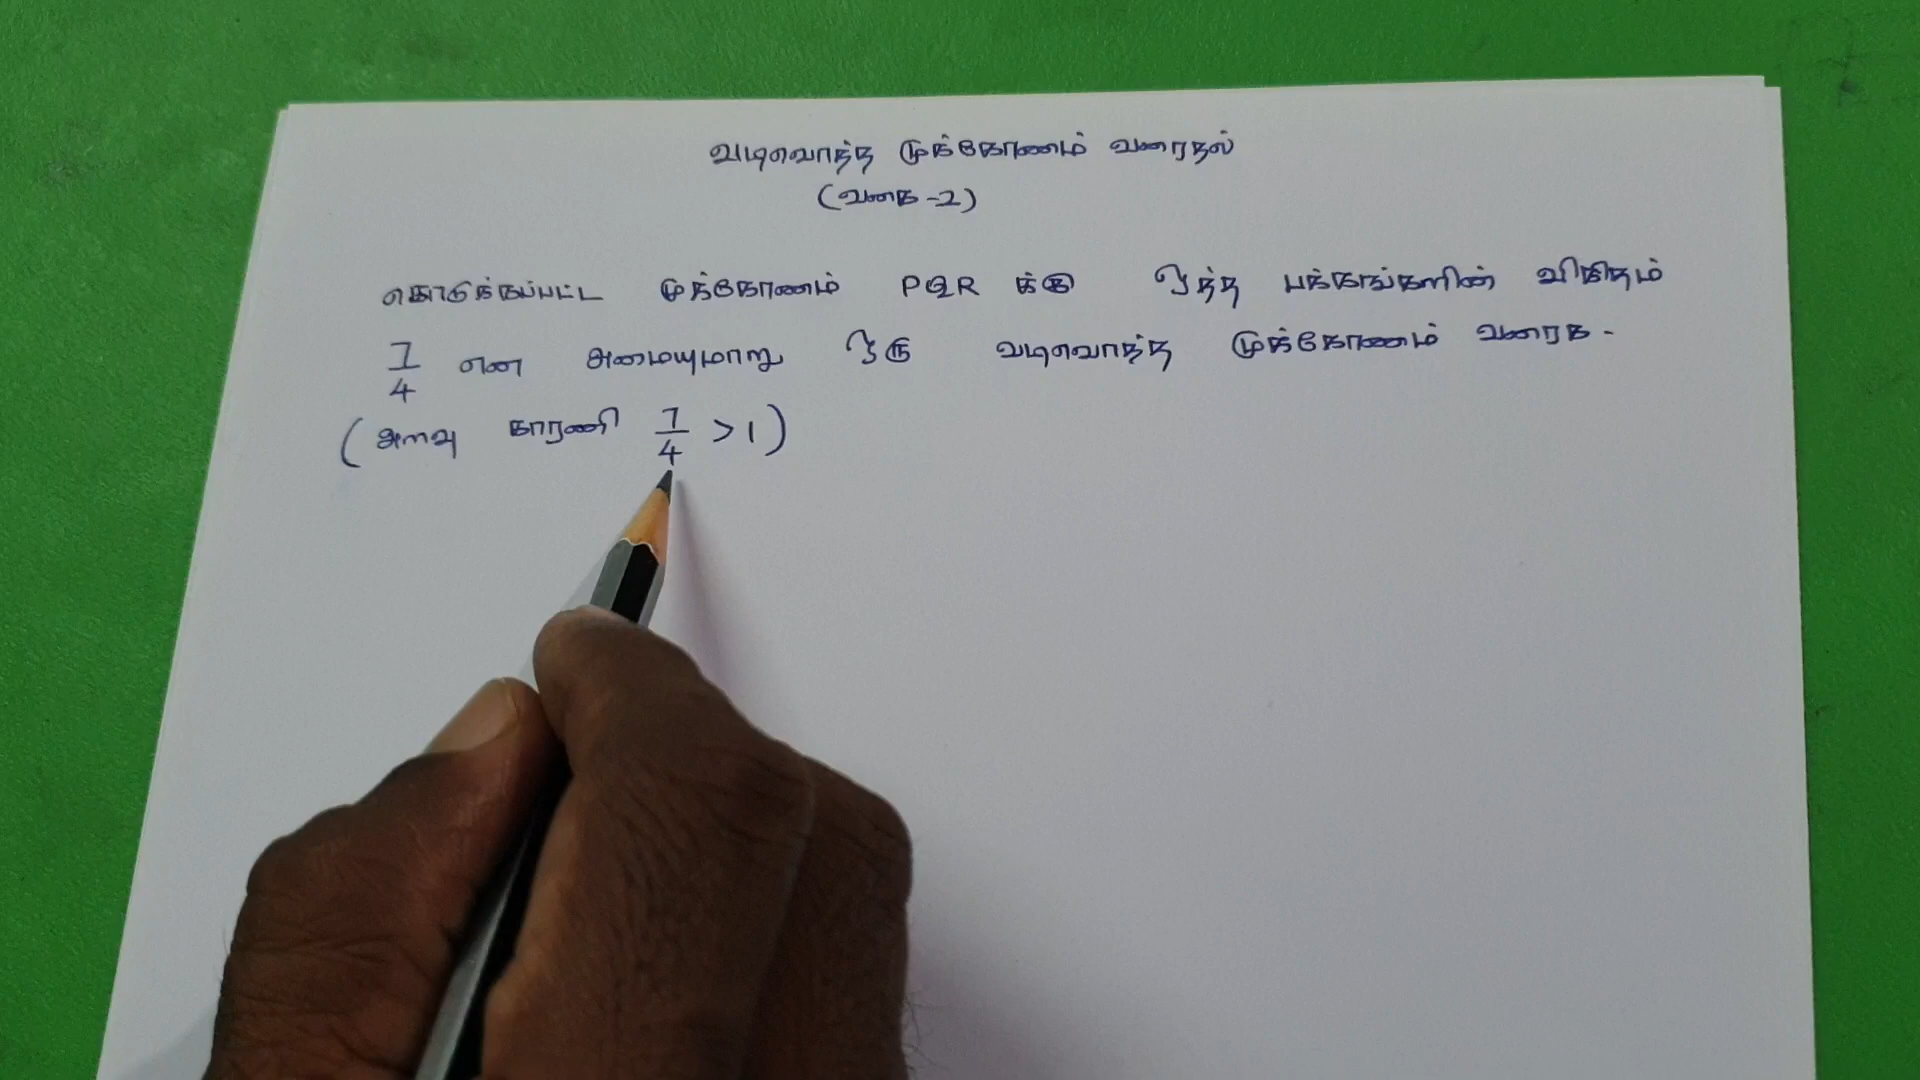 வடிவொத்த முக்கோணம் வரைதல்
(வகை -2)
கொடுக்கப்பட்ட முக்கோணம் PQR க்கு ஒத்த பக்கங்களின் விகிதம்
7/4 என அமையுமாறு ஒரு வடிவொத்த முக்கோணம் வரைக.
(அளவு காரணி 7/4 > 1)